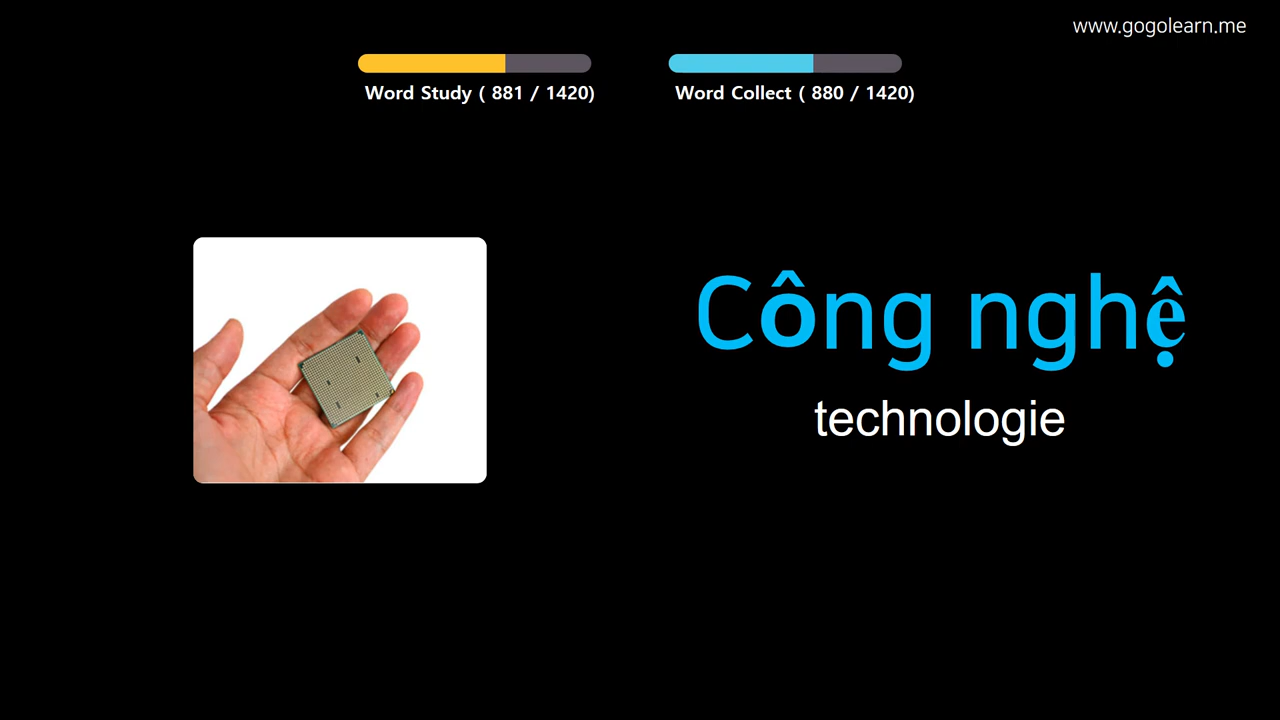 www.gogolearn.me
Word Study ( 881 / 1420)
Word Collect ( 880 / 1420)
Công nghệ
technologie